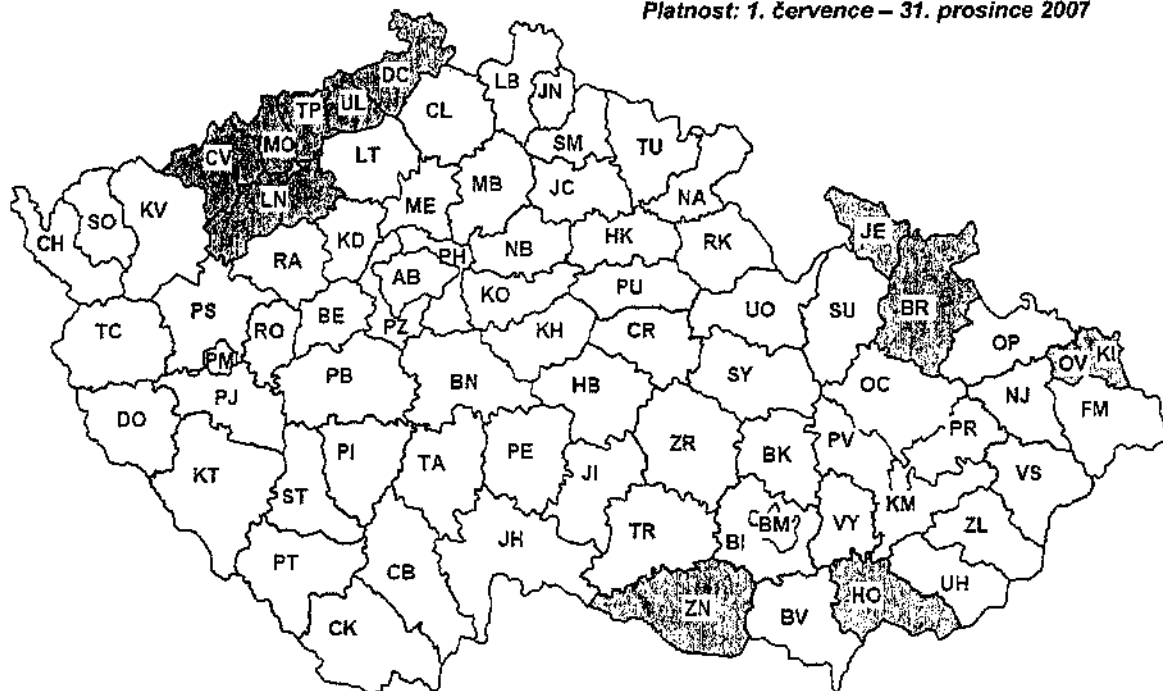 Platnost: 1. července – 31. prosince 2007
DC
LB
JN
UL
TP
CL
MO
SM
TU
CV
LT
MB
JC
LN
ME
NA
SO
KV
CH
KD
NB
HK
RK
JE
RA
PH
AB
KO
PU
BR
PS
BE
UO
SU
TC
RO
PZ
KH
CR
OP
PM
OV
KI
PB
BN
HB
SY
OC
NJ
FM
PJ
DO
PI
TA
PE
ZR
PV
PR
KT
ST
JI
BK
VS
KM
BM
VY
ZL
TR
BI
JH
PT
CB
UH
ZN
HO
BV
CK